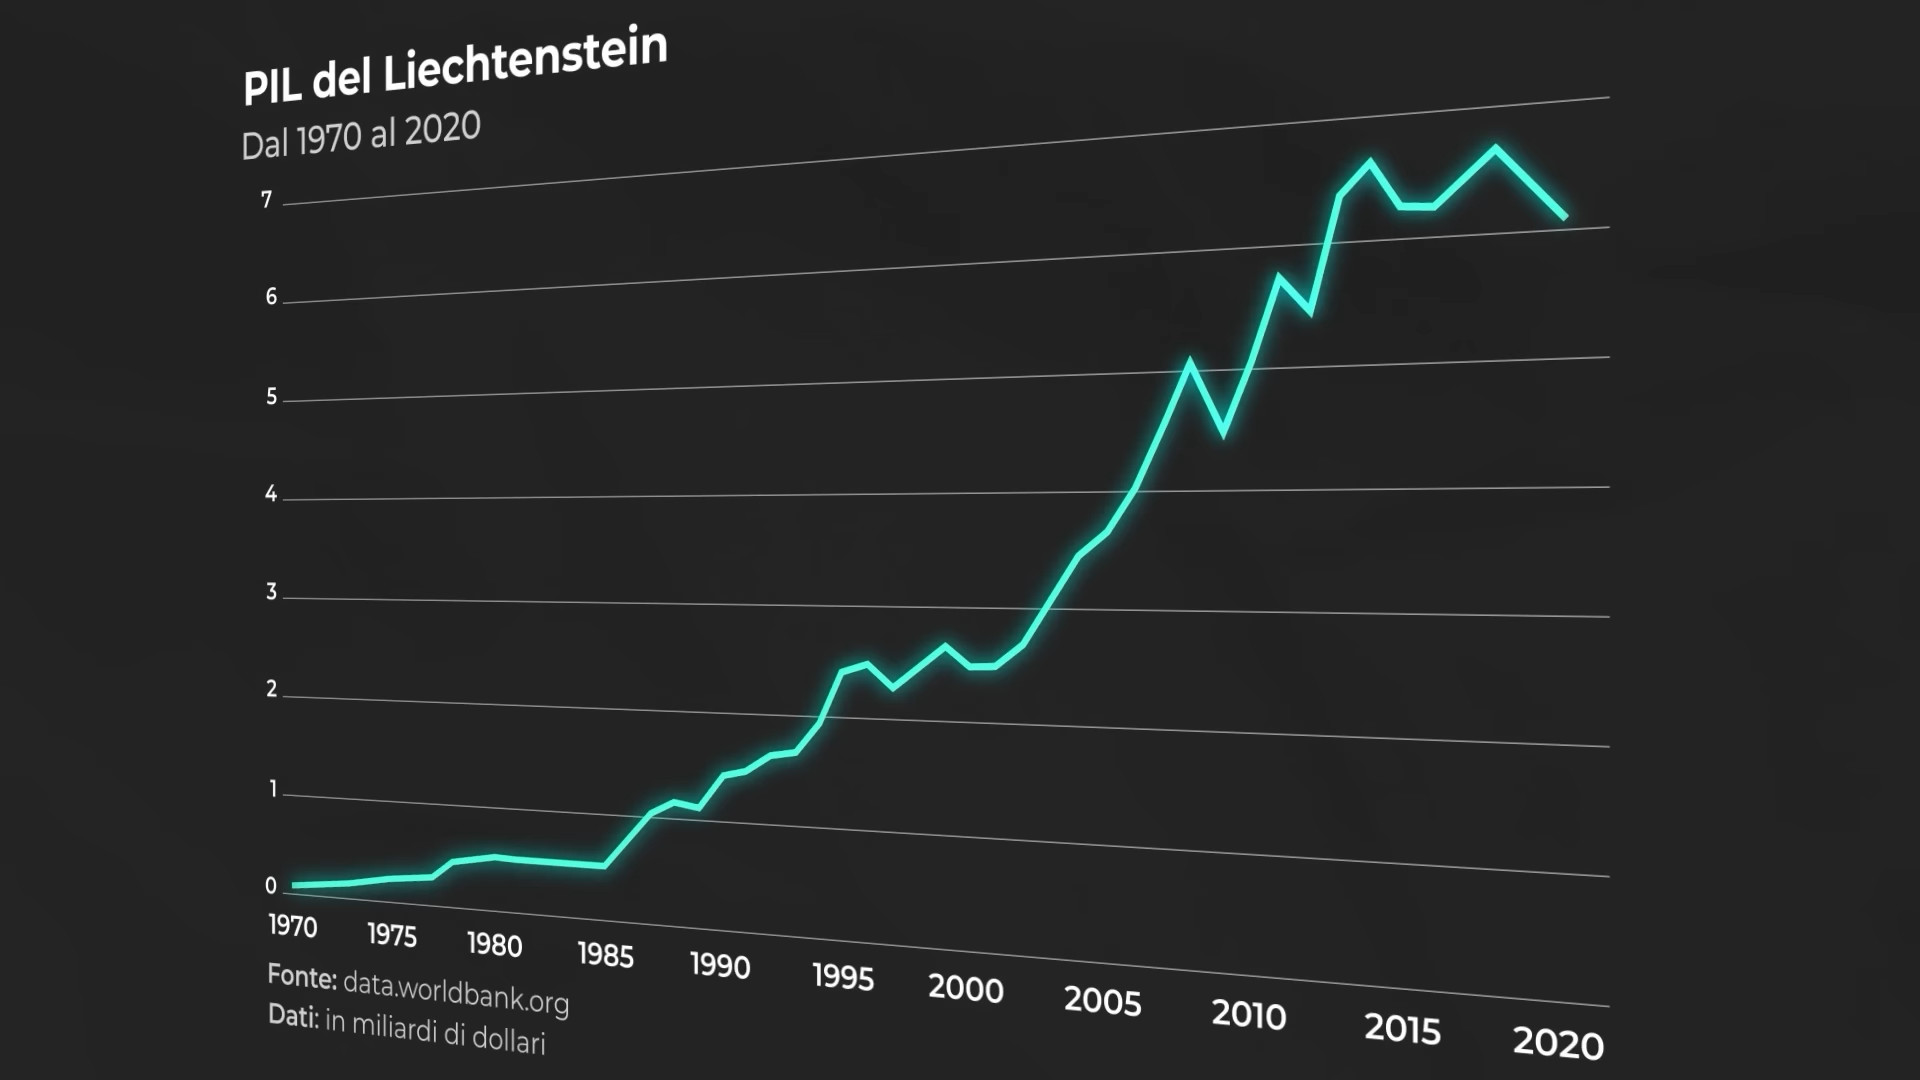 PIL del Liechtenstein
Dal 1970 al 2020
7
6
5
4
3
2
1
0
1970 1975 1980 1985 1990 1995 2000 2005 2010 2015 2020
Fonte: data.worldbank.org
Dati: in miliardi di dollari